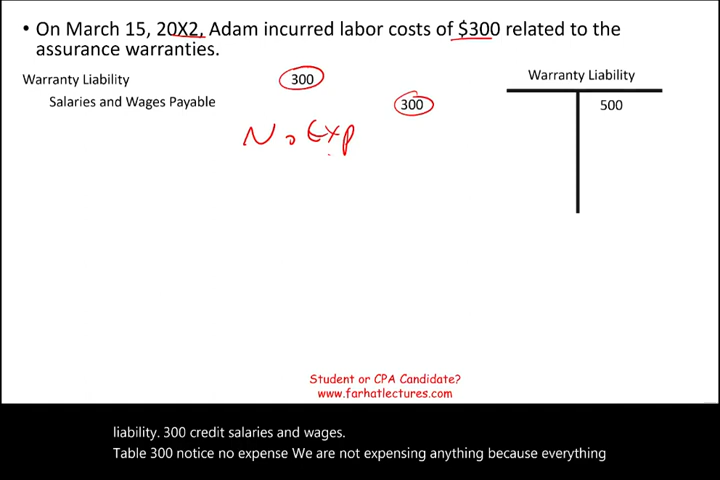 • On March 15, 20X2, Adam incurred labor costs of $300 related to the
assurance warranties.
Warranty Liability 300
Salaries and Wages Payable 300
No Exp
Warranty Liability
500
Student or CPA Candidate?
www.farhatlectures.com
liability. 300 credit salaries and wages.
Table 300 notice no expense We are not expensing anything because everything